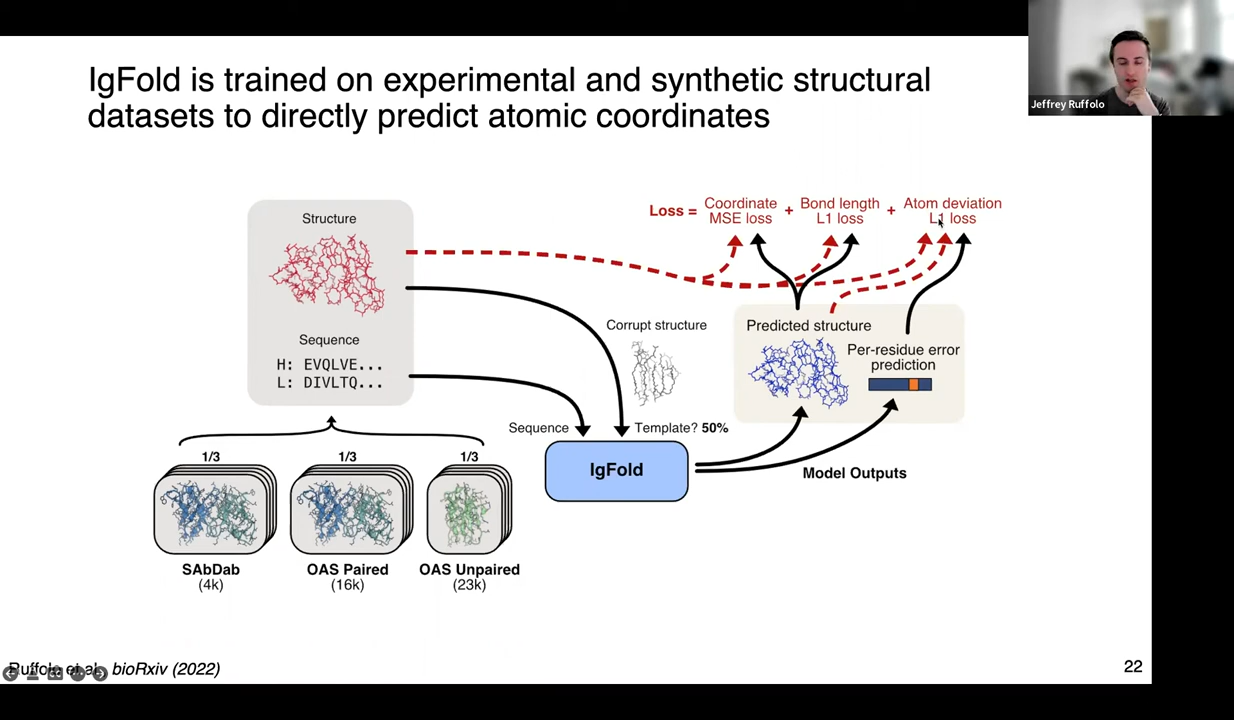 Jeffrey Ruffolo
IgFold is trained on experimental and synthetic structural
datasets to directly predict atomic coordinates
Structure
Sequence
H: EVQLVE...
L: DIVLTQ...
Loss = Coordinate MSE loss + Bond length L1 loss + Atom deviation L1 loss
Corrupt structure
Predicted structure
Per-residue error
prediction
Sequence
Template? 50%
IgFold
Model Outputs
1/3
1/3
1/3
SAbDab
(4k)
OAS Paired
(16k)
OAS Unpaired
(23k)
Ruffolo et al. bioRxiv (2022)
22